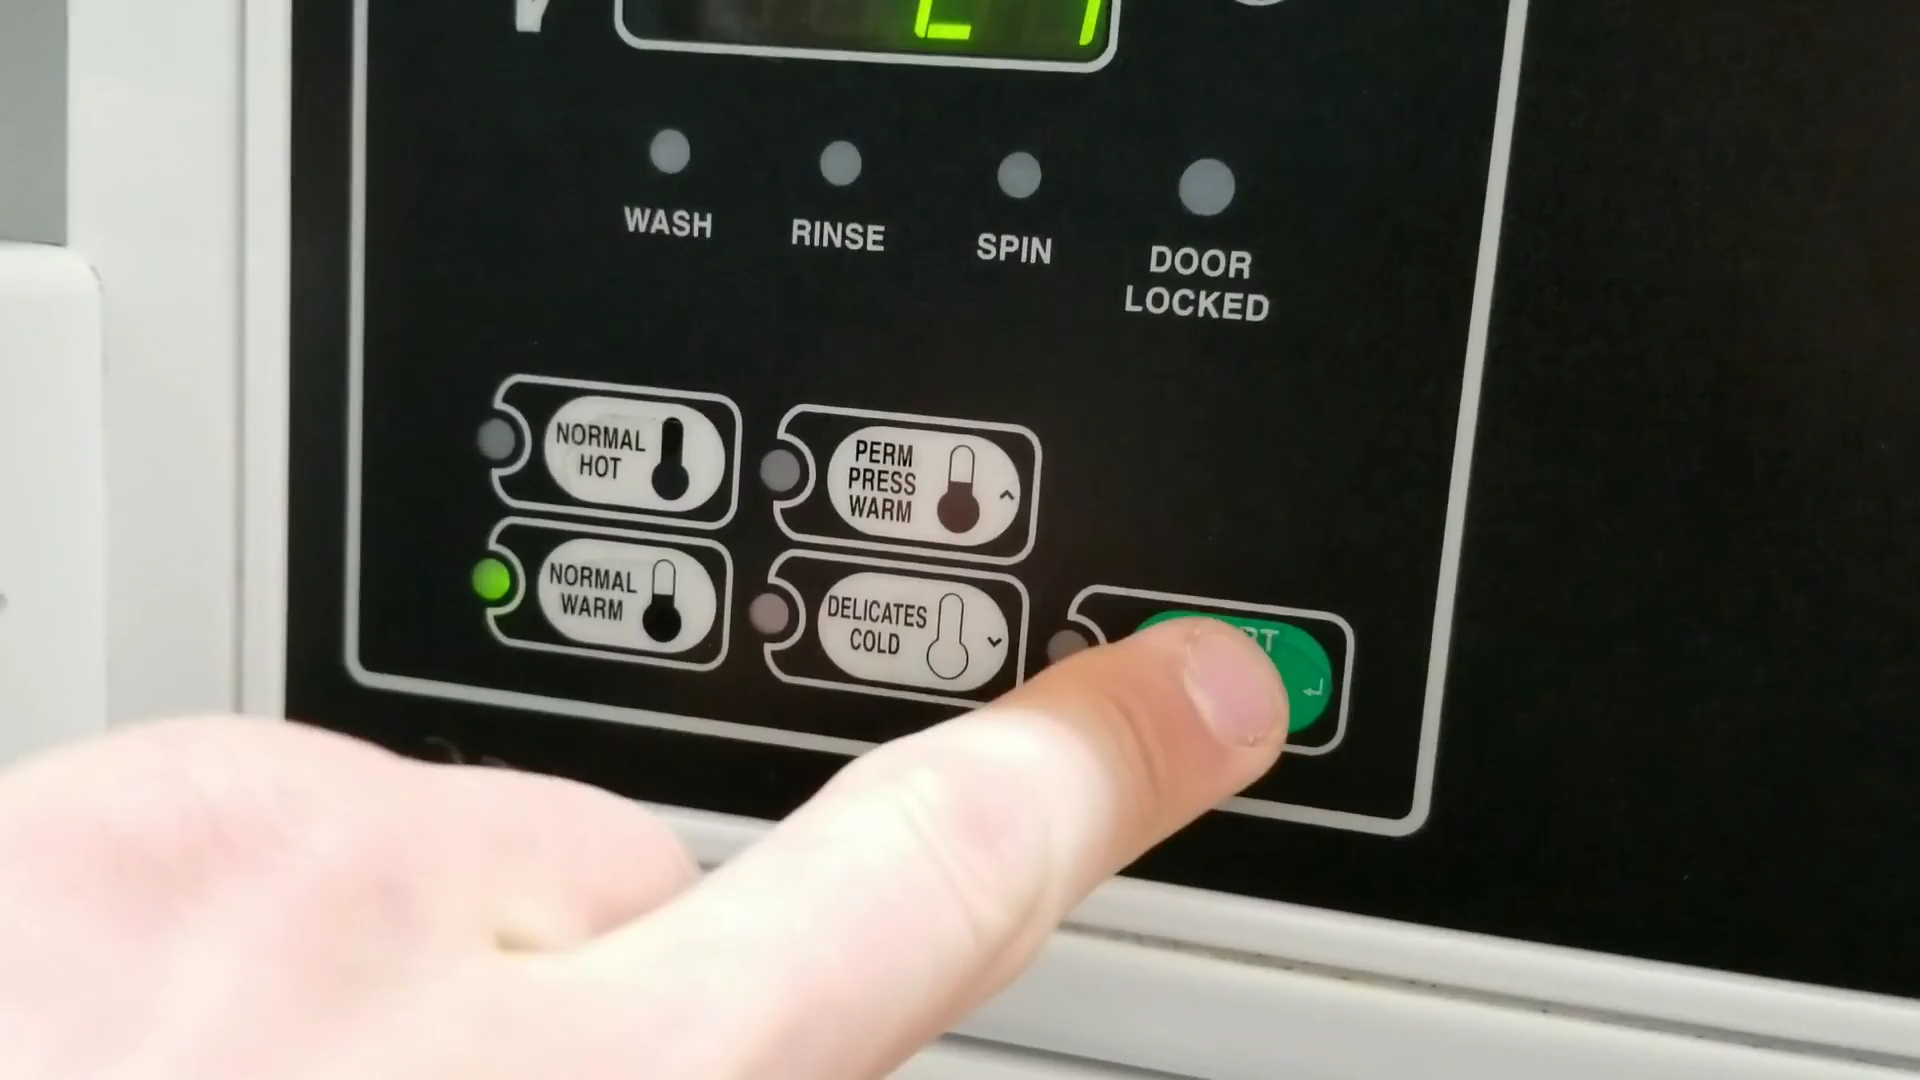 WASH
RINSE
SPIN
DOOR
LOCKED
NORMAL
HOT
PERM
PRESS
WARM
NORMAL
WARM
DELICATES
COLD